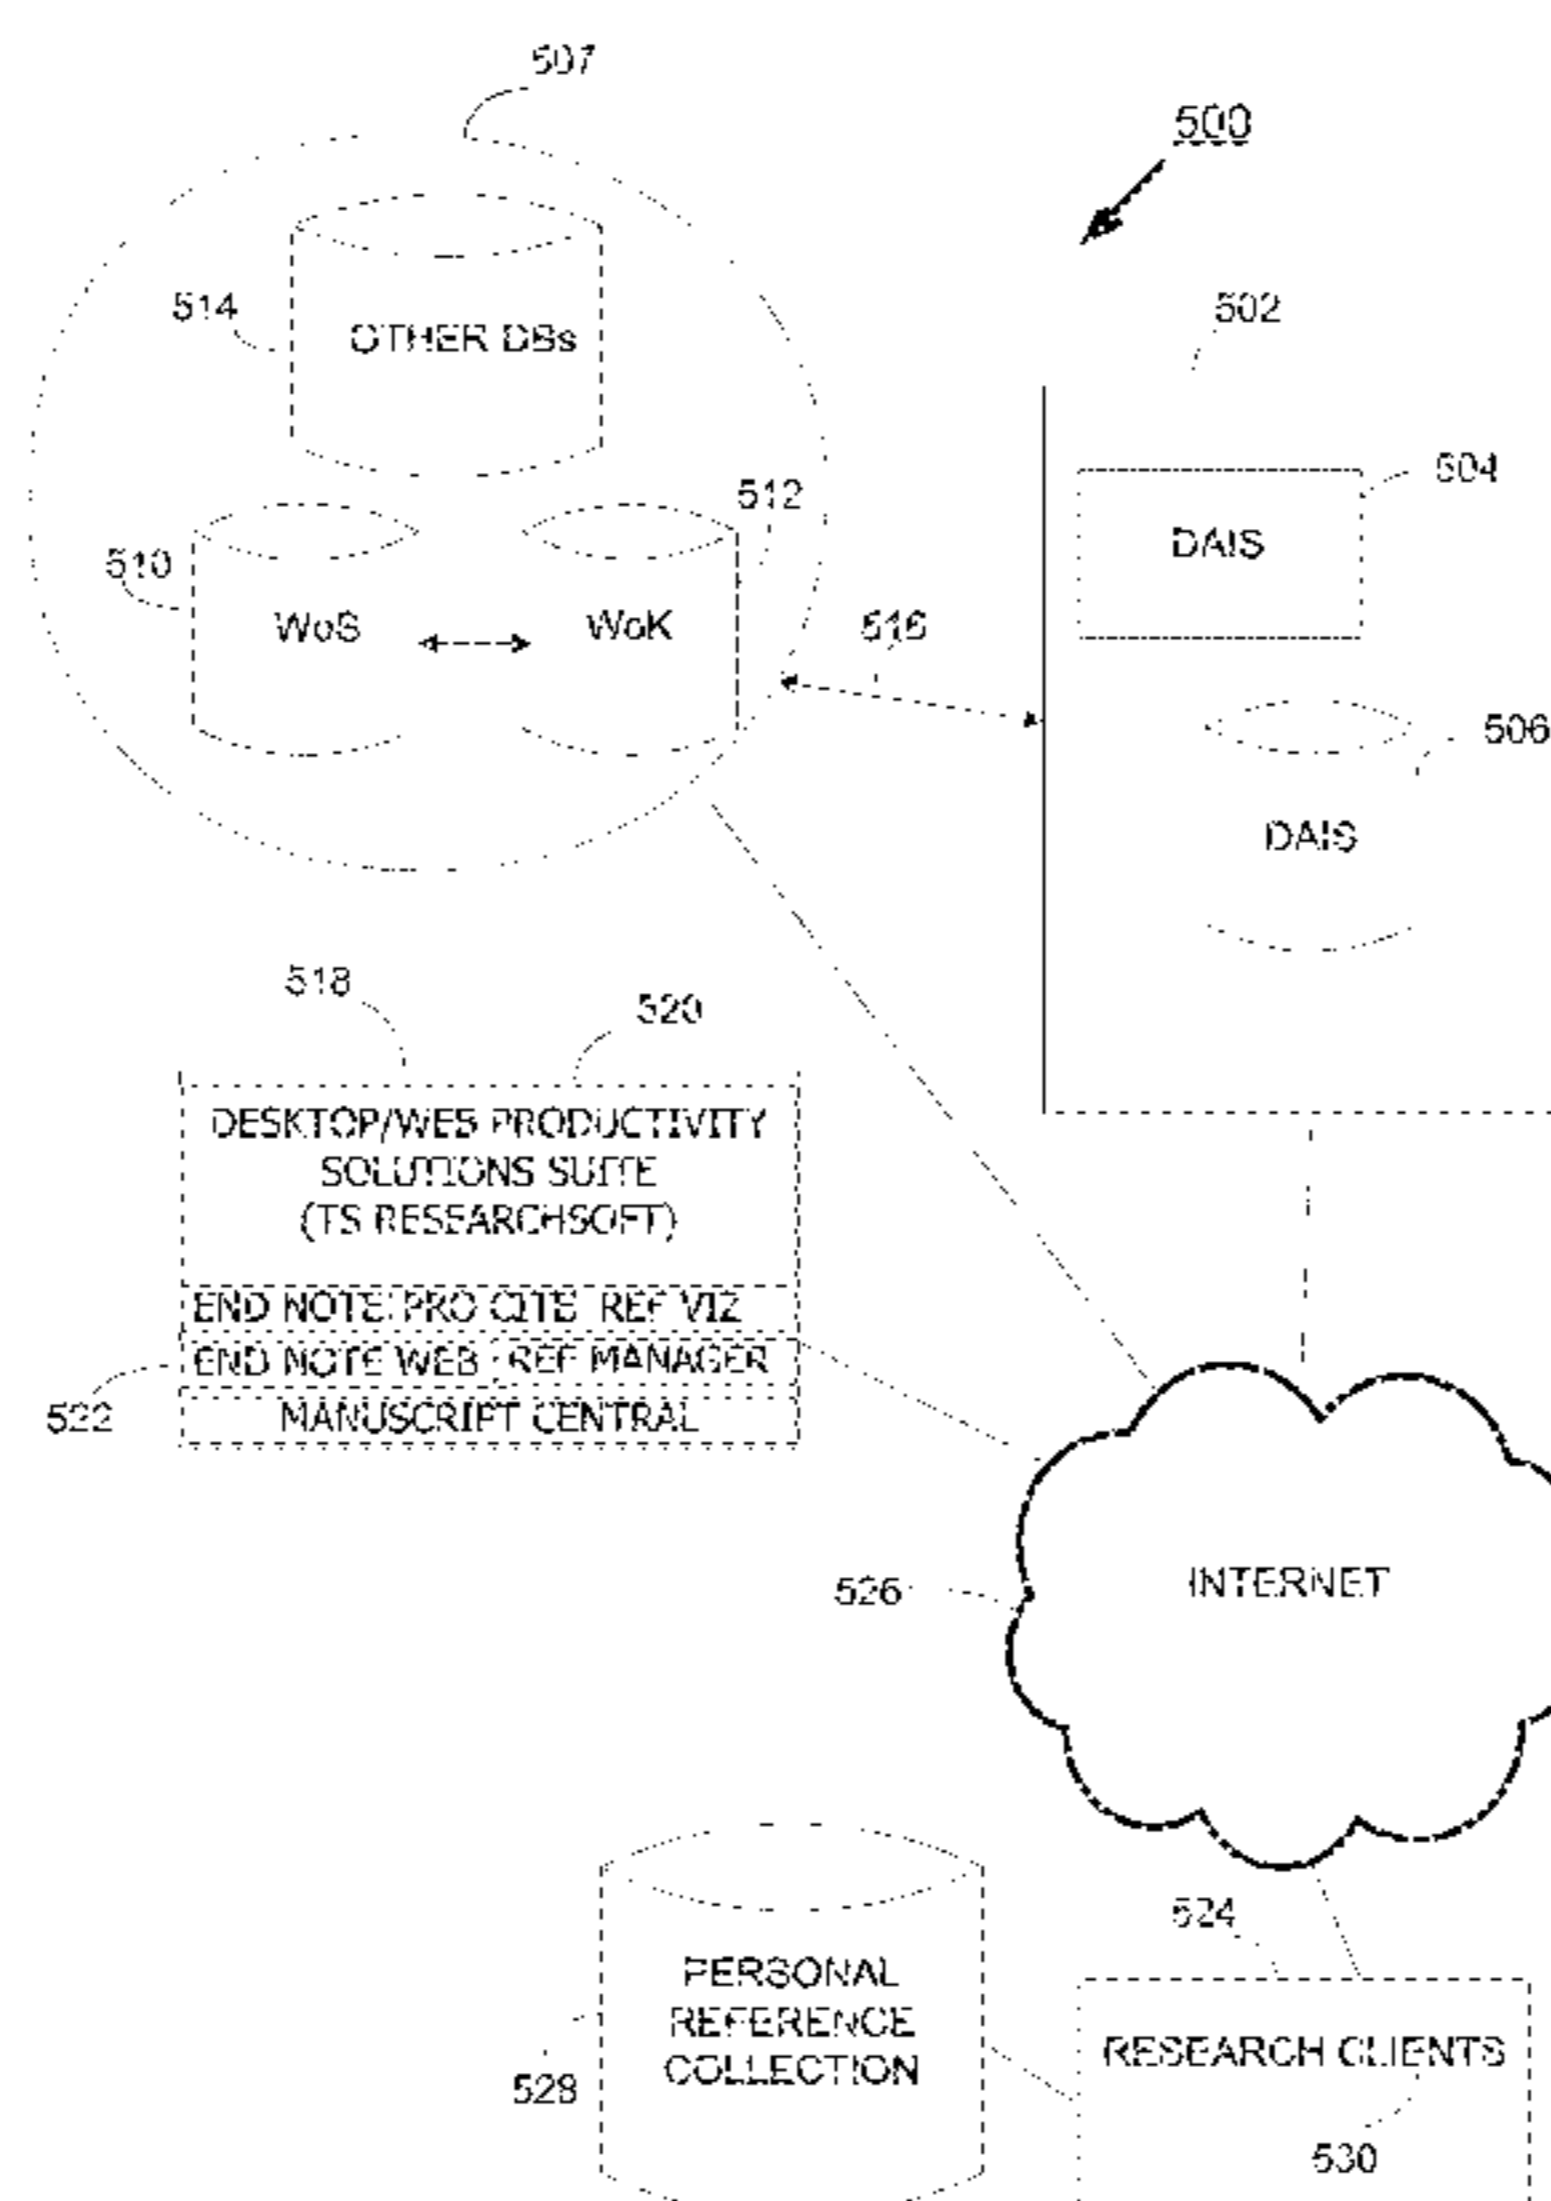 507
500
514
OTHER DBs
502
504
DAIS
512
510
WoS
WoK
516
506
DAIS
518
520
DESKTOP/WEB PRODUCTIVITY
SOLUTIONS SUITE
(TS RESEARCHSOFT)
END NOTE PRO CITE REF VIZ
END NOTE WEB REF MANAGER
522
MANUSCRIPT CENTRAL
526
INTERNET
524
PERSONAL
REFERENCE
COLLECTION
528
RESEARCH CLIENTS
530